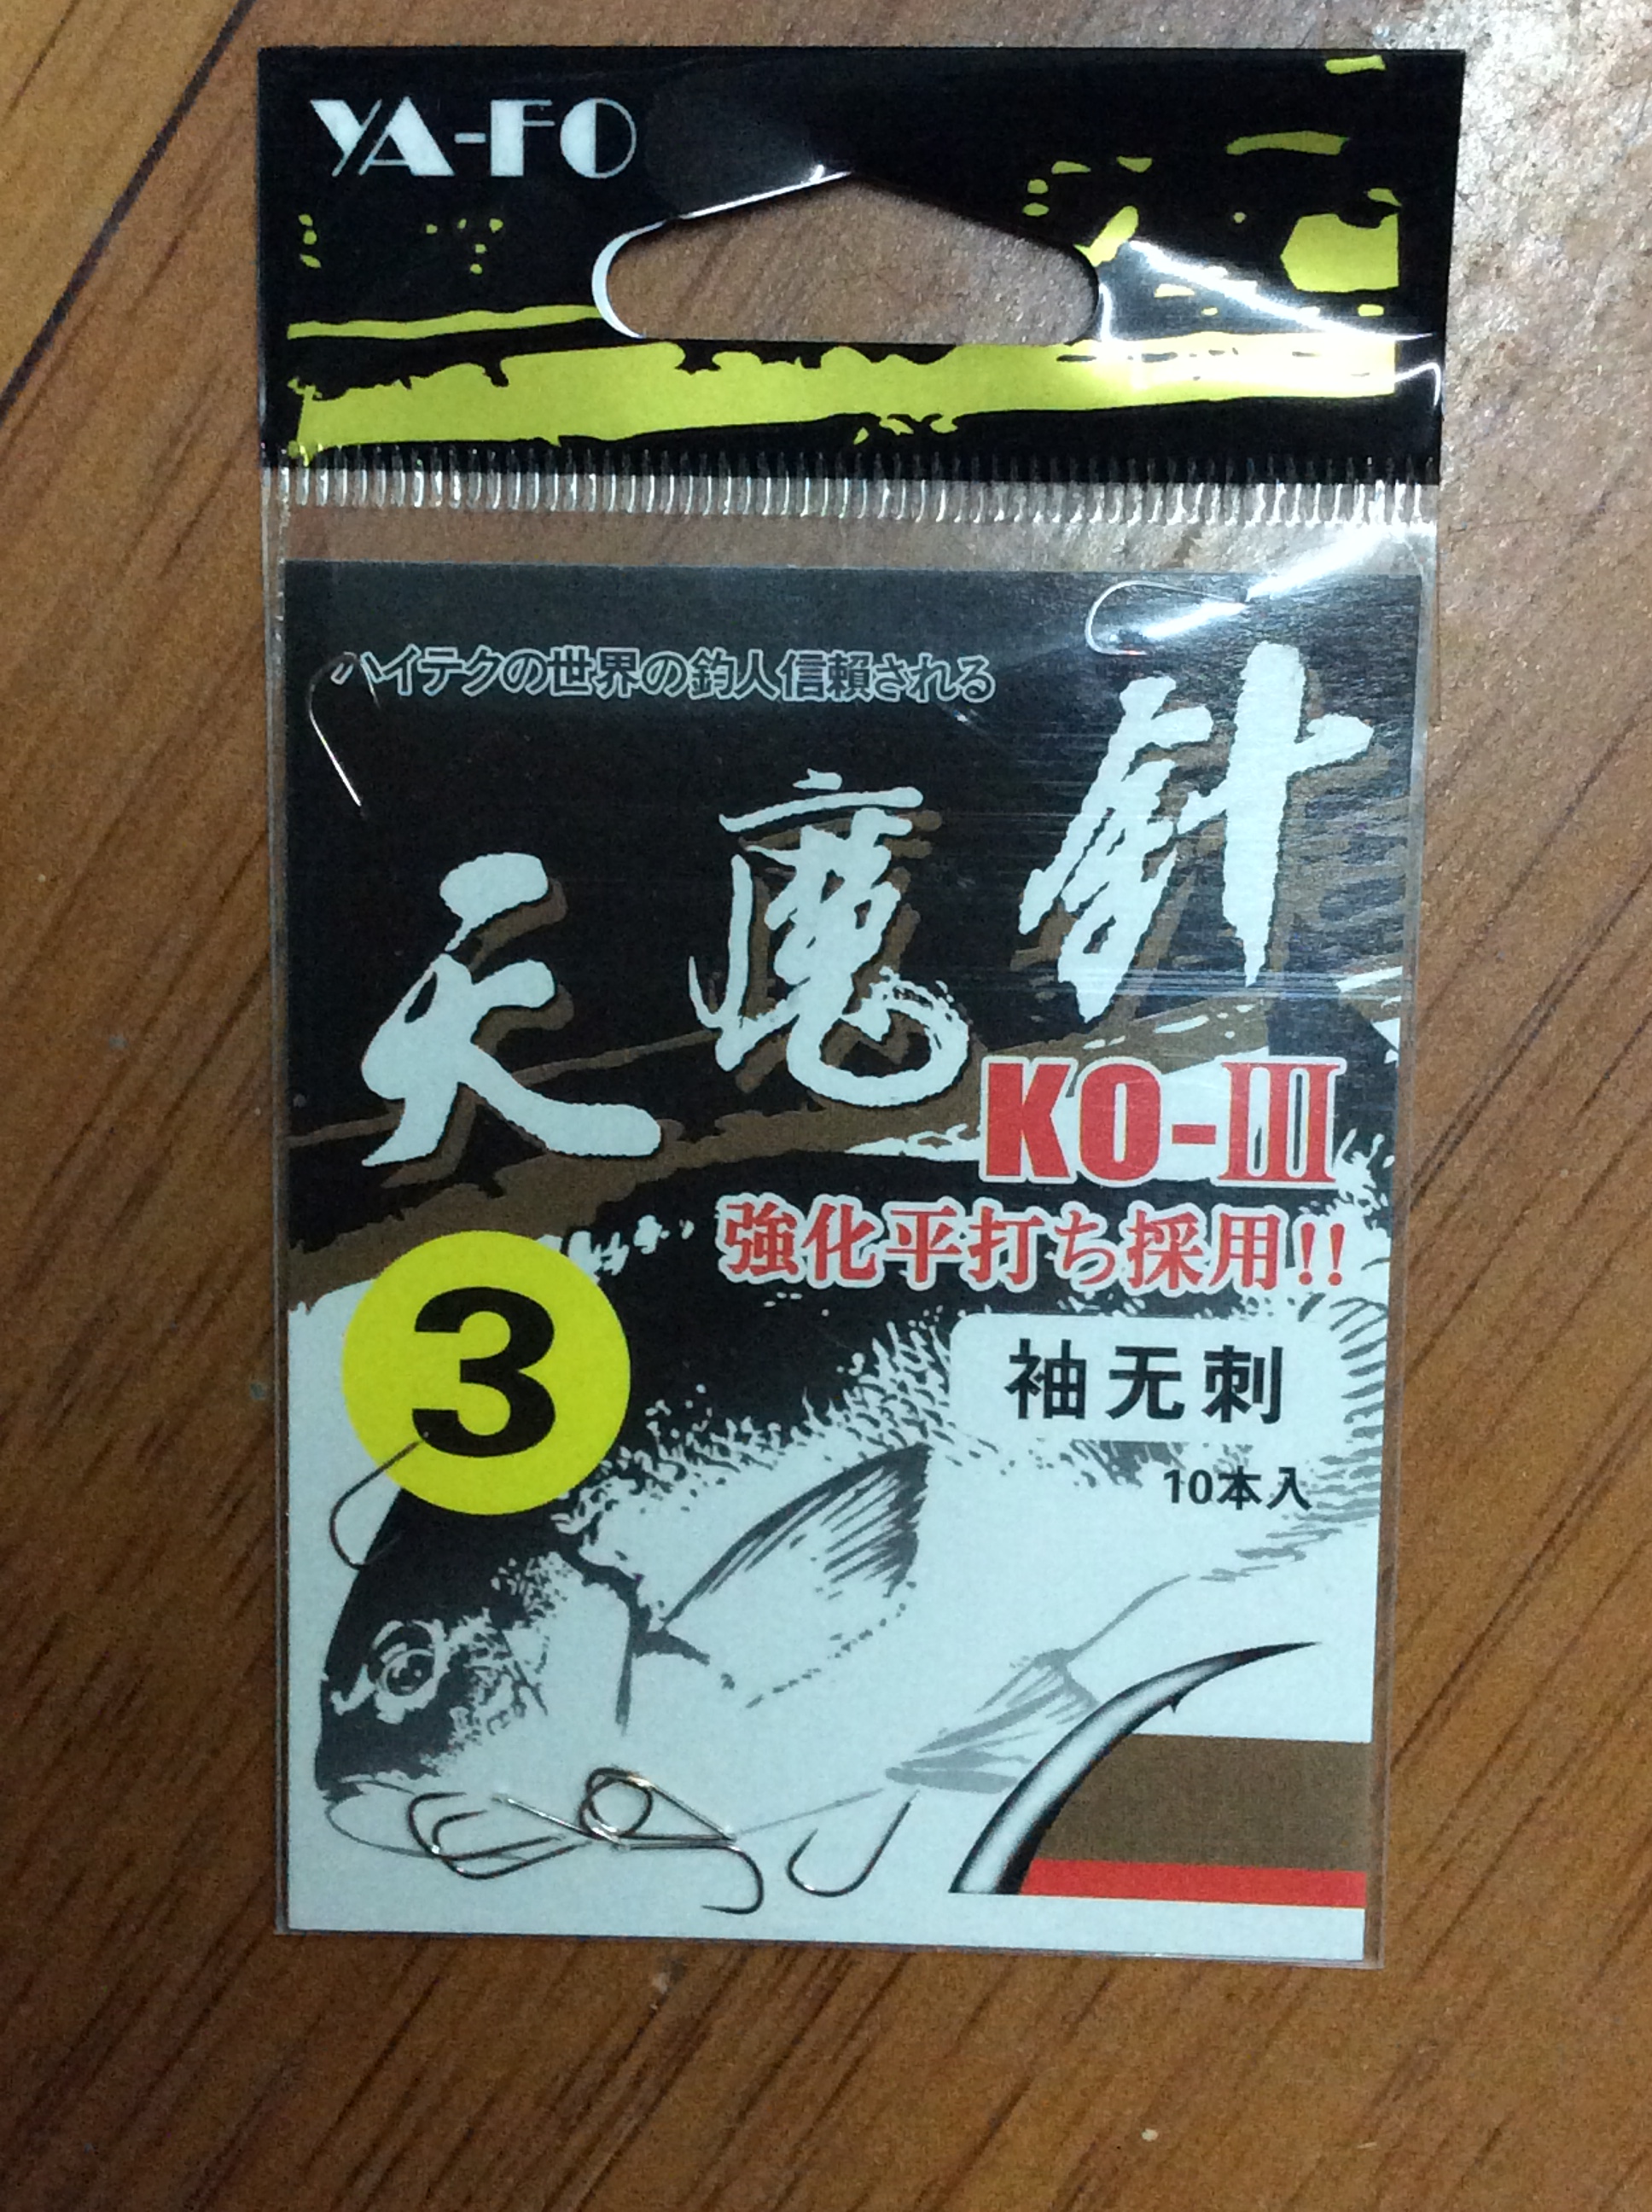 YA-FO
ハイテクの世界の釣人信頼される
天魔針
KO-III
強化平打ち採用!!
3
袖无刺
10本入